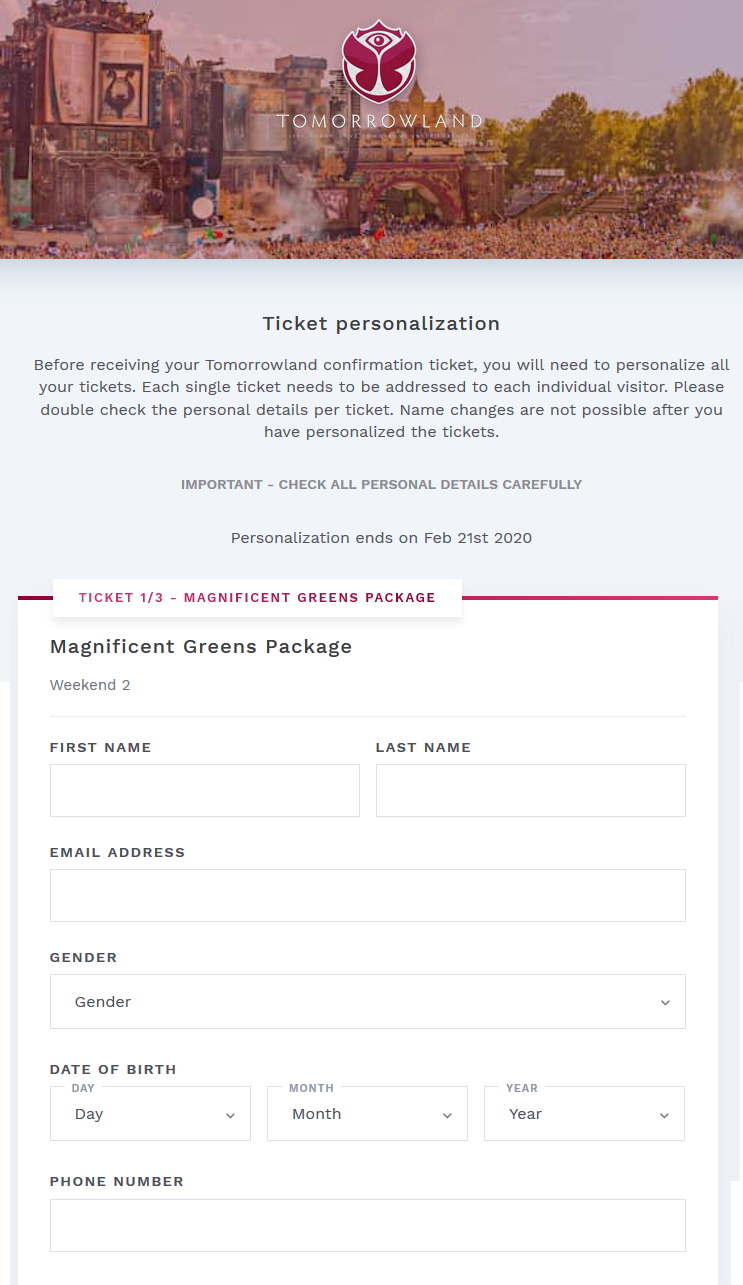 TOMORROWLAND
Ticket personalization
Before receiving your Tomorrowland confirmation ticket, you will need to personalize all
your tickets. Each single ticket needs to be addressed to each individual visitor. Please
double check the personal details per ticket. Name changes are not possible after you
have personalized the tickets.
IMPORTANT - CHECK ALL PERSONAL DETAILS CAREFULLY
Personalization ends on Feb 21st 2020
TICKET 1/3 - MAGNIFICENT GREENS PACKAGE
Magnificent Greens Package
Weekend 2
FIRST NAME LAST NAME
EMAIL ADDRESS
GENDER
Gender
DATE OF BIRTH
DAY MONTH YEAR
Day Month Year
PHONE NUMBER